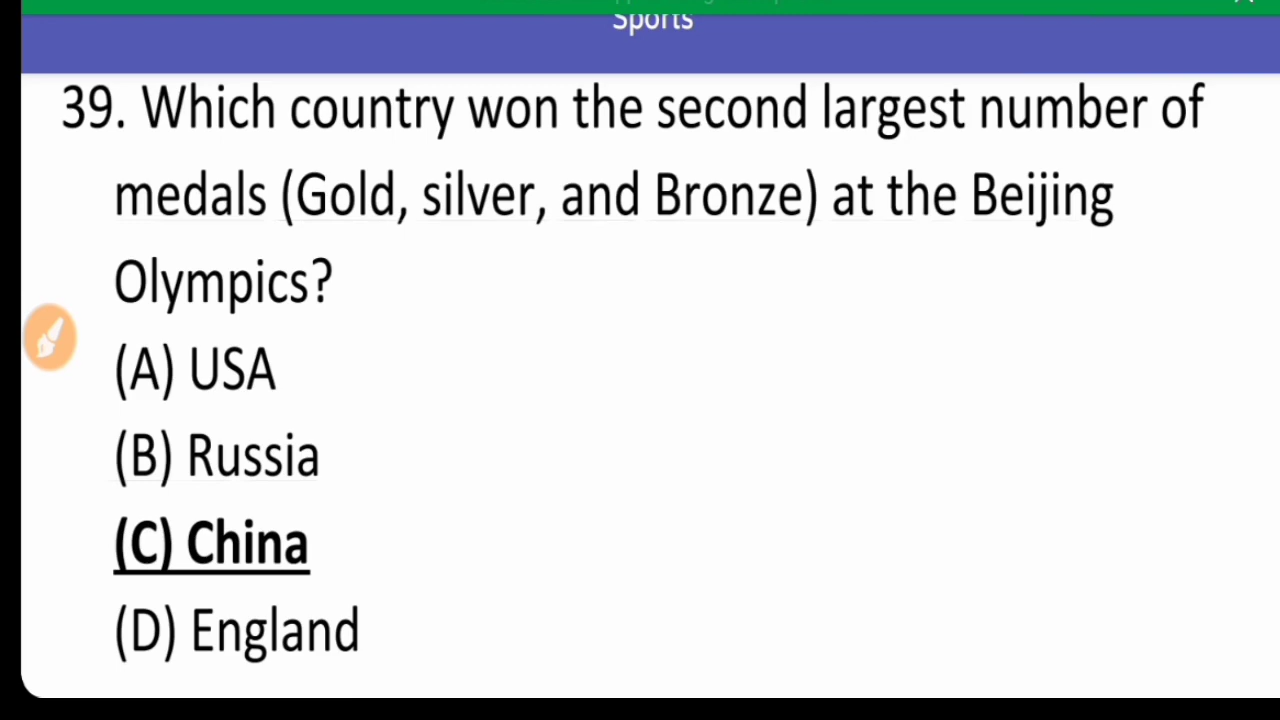 Sports
39. Which country won the second largest number of
medals (Gold, silver, and Bronze) at the Beijing
Olympics?
(A) USA
(B) Russia
(C) China
(D) England